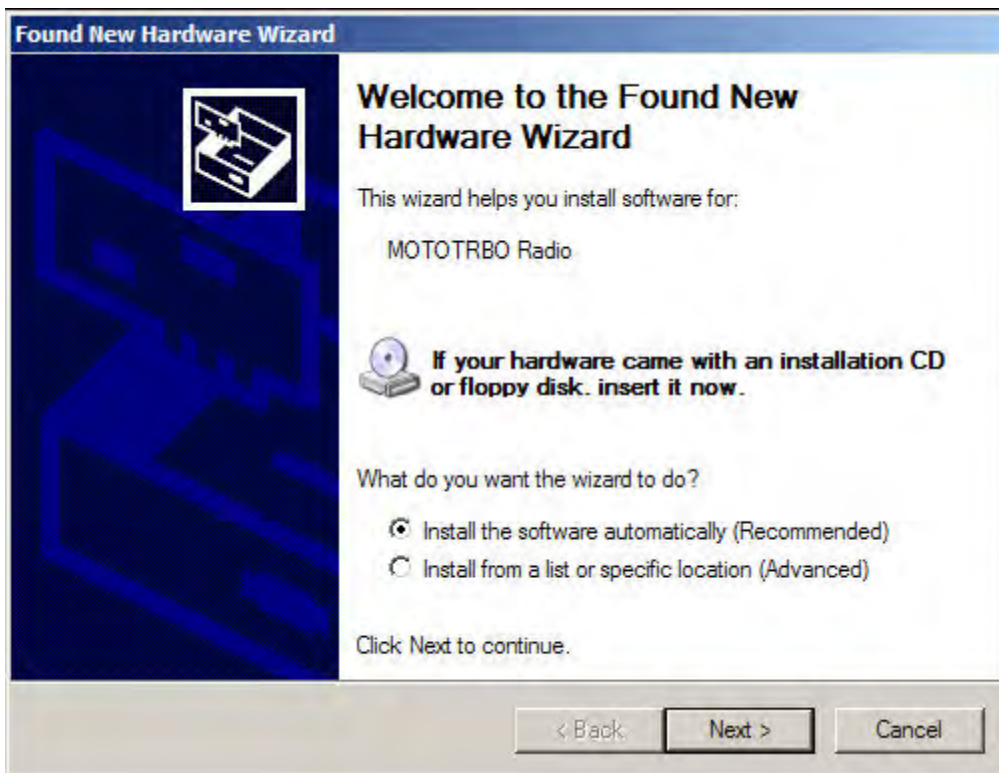 Found New Hardware Wizard
Welcome to the Found New
Hardware Wizard
This wizard helps you install software for:
MOTOTRBO Radio
If your hardware came with an installation CD
or floppy disk, insert it now.
What do you want the wizard to do?
Install the software automatically (Recommended)
Install from a list or specific location (Advanced)
Click Next to continue.
< Back
Next >
Cancel